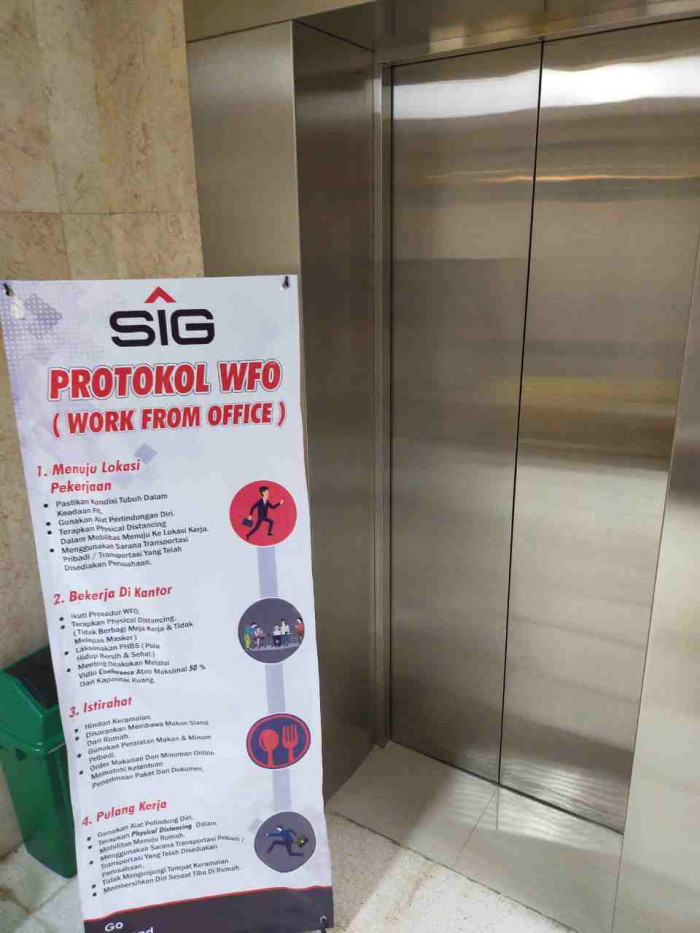 SIG
PROTOKOL WFO
( WORK FROM OFFICE )
1. Menuju Lokasi
Pekerjaan
• Pastikan Kondisi Tubuh Dalam
Keadaan Fit.
• Gunakan Alat Perlindungan Diri.
• Terapkan Physical Distancing
Dalam Mobilitas Menuju Ke Lokasi Kerja.
• Menggunakan Sarana Transportasi
Pribadi / Transportasi Yang Telah
Disediakan Perusahaan.
2. Bekerja Di Kantor
• Ikuti Prosedur WFO.
• Terapkan Physical Distancing.
( Tidak Berbagi Meja Kerja & Tidak
Melepas Masker )
• Laksanakan PHBS ( Pola
Hidup Bersih & Sehat )
• Meeting Dilakukan Melalui
Vidio Conference Atau Maksimal 50 %
Dari Kapasitas Ruang.
3. Istirahat
• Hindari Keramaian.
• Disarankan Membawa Makan Siang
Dari Rumah.
• Gunakan Peralatan Makan & Minum
Pribadi.
• Order Makanan Dan Minuman Online
Mematuhi Ketentuan
Penerimaan Paket Dan Dokumen.
4. Pulang Kerja
• Gunakan Alat Pelindung Diri.
• Terapkan Physical Distancing Dalam
• Mobilitas Menuju Rumah.
• Menggunakan Sarana Transportasi Pribadi /
Transportasi Yang Telah Disediakan
Perusahaan.
• Tidak Mengunjungi Tempat Keramaian.
• Membersihkan Diri Sesaat Tiba Di Rumah.
Go